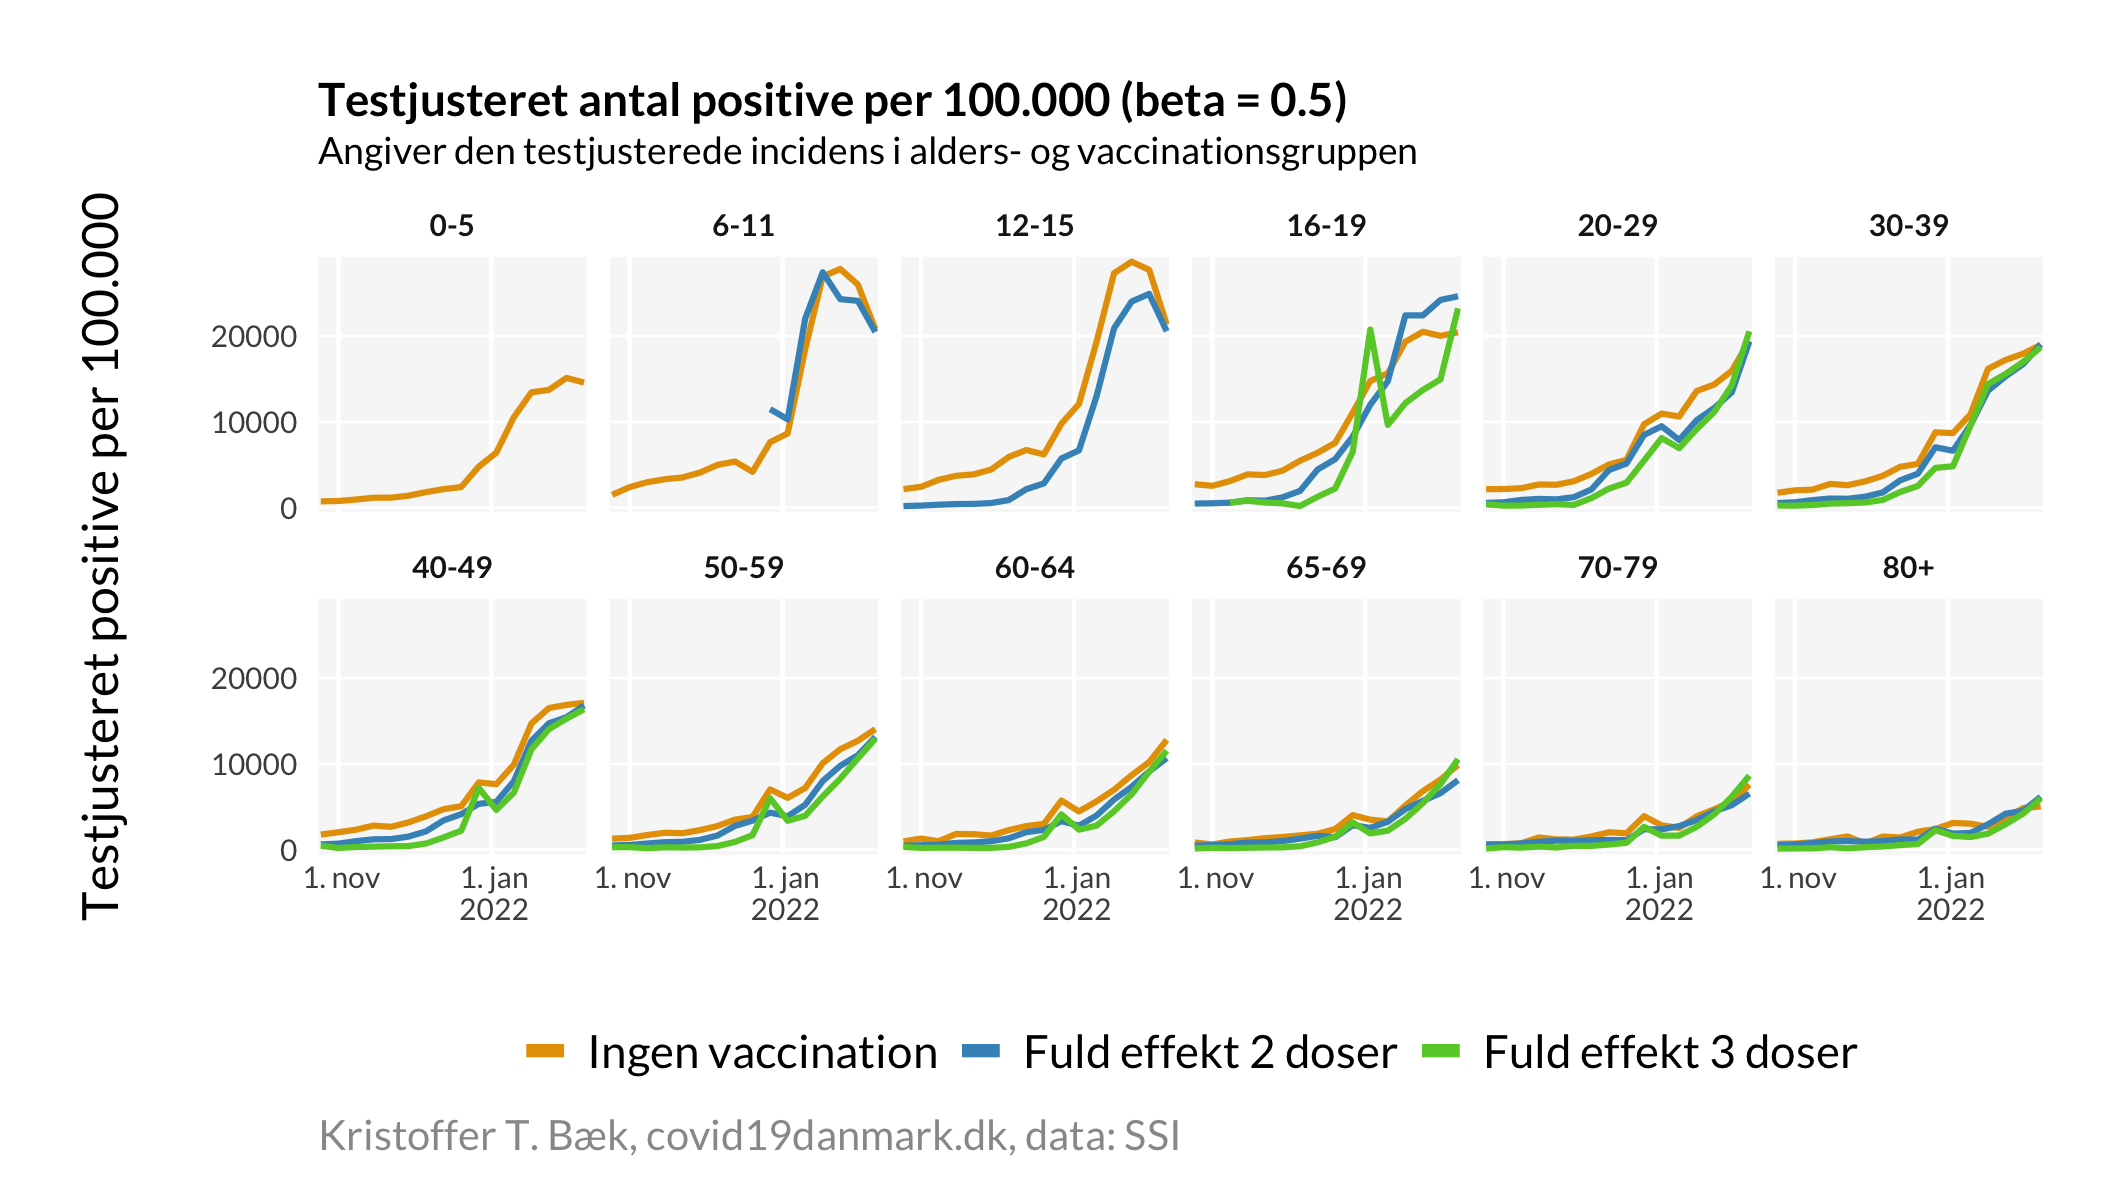 Testjusteret antal positive per 100.000 (beta = 0.5)
Angiver den testjusterede incidens i alders- og vaccinationsgruppen
Testjusteret positive per 100.000
0-5 6-11 12-15 16-19 20-29 30-39
20000
10000
0
40-49 50-59 60-64 65-69 70-79 80+
20000
10000
0
1. nov 1. jan 1. nov 1. jan 1. nov 1. jan 1. nov 1. jan 1. nov 1. jan 1. nov 1. jan
2022 2022 2022 2022 2022 2022
Ingen vaccination Fuld effekt 2 doser Fuld effekt 3 doser
Kristoffer T. Bæk, covid19danmark.dk, data: SSI